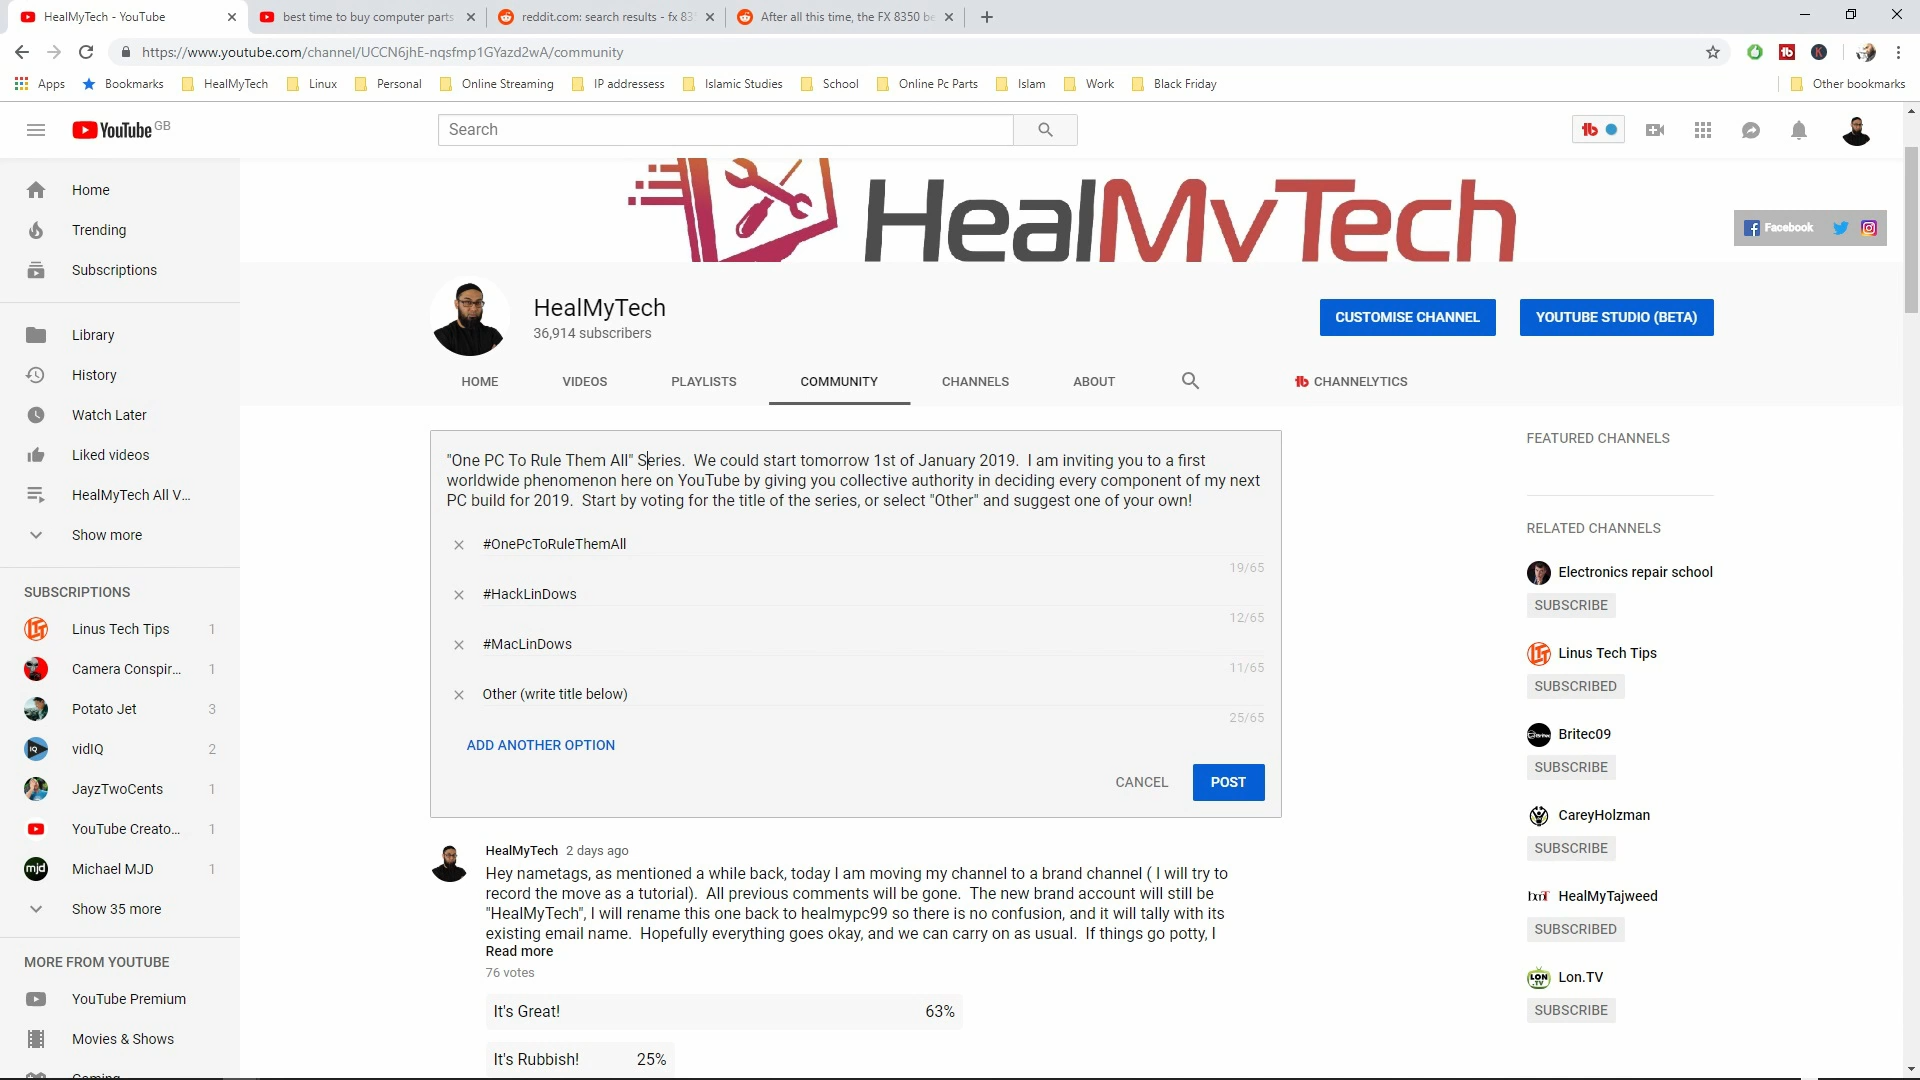 HealMyTech - YouTube
best time to buy computer parts
reddit.com: search results - fx 83
After all this time, the FX 8350 be
https://www.youtube.com/channel/UCCN6jhE-nqsfmp1GYazd2wA/community
Apps
Bookmarks
HealMyTech
Linux
Personal
Online Streaming
IP addressess
Islamic Studies
School
Online Pc Parts
Islam
Work
Black Friday
Other bookmarks
YouTube GB
Search
Home
Trending
Subscriptions
Library
History
Watch Later
Liked videos
HealMyTech All V...
Show more
SUBSCRIPTIONS
Linus Tech Tips 1
Camera Conspir... 1
Potato Jet 3
vidIQ 2
JayzTwoCents 1
YouTube Creato... 1
Michael MJD 1
Show 35 more
MORE FROM YOUTUBE
YouTube Premium
Movies & Shows
Gaming
HealMyTech
Facebook
HealMyTech
36,914 subscribers
CUSTOMISE CHANNEL
YOUTUBE STUDIO (BETA)
HOME
VIDEOS
PLAYLISTS
COMMUNITY
CHANNELS
ABOUT
CHANNELYTICS
"One PC To Rule Them All" Series.  We could start tomorrow 1st of January 2019.  I am inviting you to a first
worldwide phenomenon here on YouTube by giving you collective authority in deciding every component of my next
PC build for 2019.  Start by voting for the title of the series, or select "Other" and suggest one of your own!
#OnePcToRuleThemAll
19/65
#HackLinDows
12/65
#MacLinDows
11/65
Other (write title below)
25/65
ADD ANOTHER OPTION
CANCEL
POST
HealMyTech 2 days ago
Hey nametags, as mentioned a while back, today I am moving my channel to a brand channel ( I will try to
record the move as a tutorial).  All previous comments will be gone.  The new brand account will still be
"HealMyTech", I will rename this one back to healmypc99 so there is no confusion, and it will tally with its
existing email name.  Hopefully everything goes okay, and we can carry on as usual.  If things go potty, I
Read more
76 votes
It's Great! 63%
It's Rubbish! 25%
FEATURED CHANNELS
RELATED CHANNELS
Electronics repair school
SUBSCRIBE
Linus Tech Tips
SUBSCRIBED
Britec09
SUBSCRIBE
CareyHolzman
SUBSCRIBE
HealMyTajweed
SUBSCRIBED
Lon.TV
SUBSCRIBE